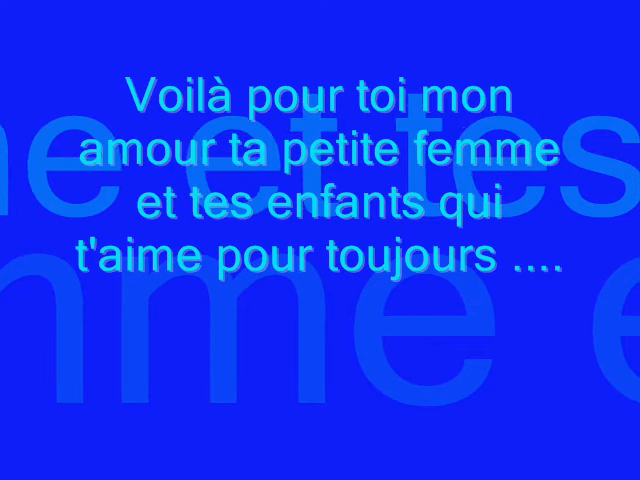 Voilà pour toi mon
amour ta petite femme
et tes enfants qui
t'aime pour toujours ....